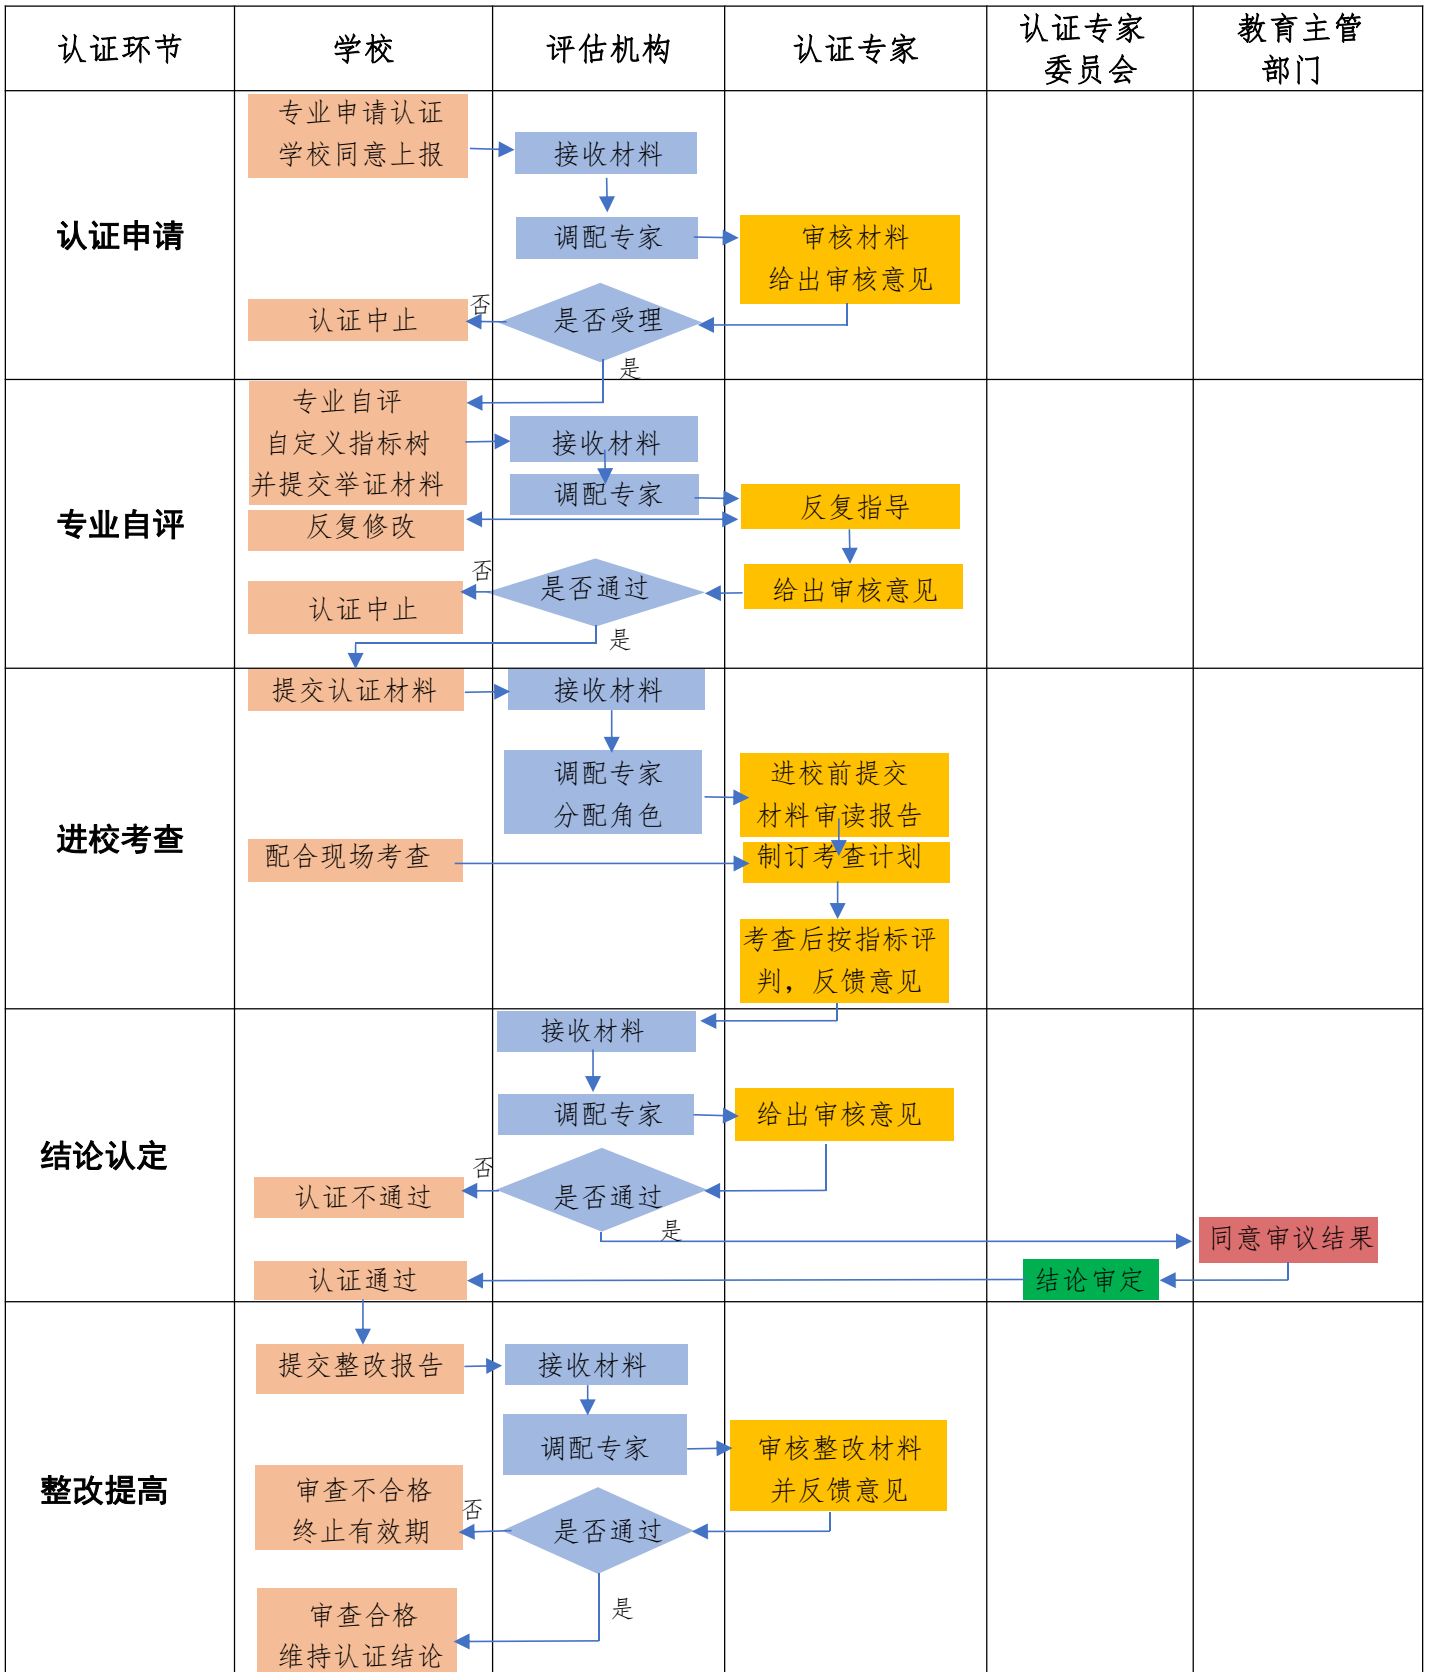 认证环节
学校
评估机构
认证专家
认证专家
委员会
教育主管
部门
认证申请
专业申请认证
学校同意上报
接收材料
调配专家
审核材料
给出审核意见
是否受理
否
认证中止
是
专业自评
专业自评
自定义指标树
并提交举证材料
接收材料
调配专家
反复指导
反复修改
给出审核意见
是否通过
否
认证中止
是
进校考查
提交认证材料
接收材料
调配专家
分配角色
进校前提交
材料审读报告
配合现场考查
制订考查计划
考查后按指标评
判，反馈意见
结论认定
接收材料
调配专家
给出审核意见
是否通过
否
认证不通过
是
同意审议结果
结论审定
认证通过
整改提高
提交整改报告
接收材料
调配专家
审核整改材料
并反馈意见
是否通过
否
审查不合格
终止有效期
是
审查合格
维持认证结论